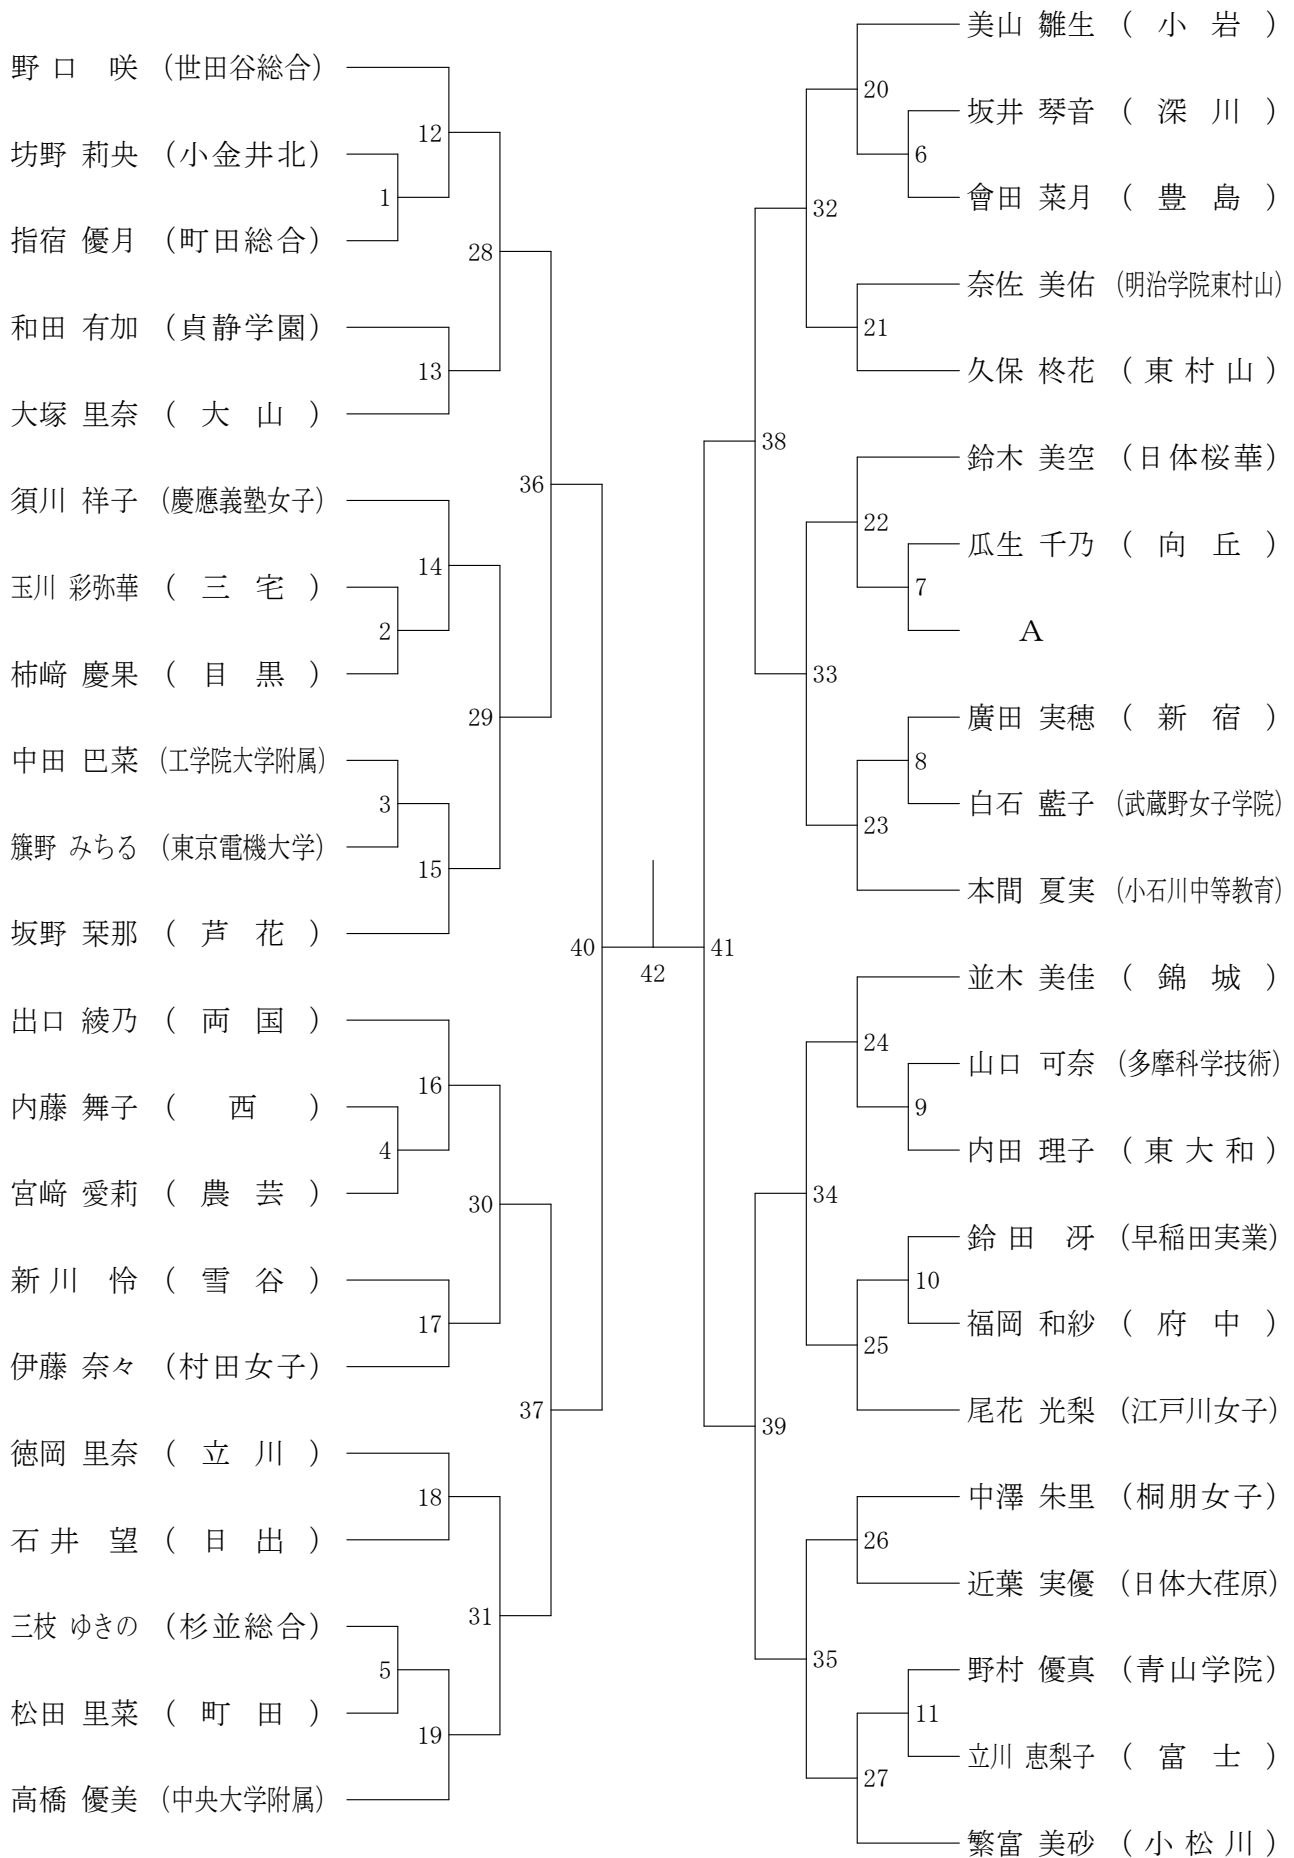 野口 咲 (世田谷総合)
坊野 莉央 (小金井北)
指宿 優月 (町田総合)
和田 有加 (貞静学園)
大塚 里奈 (大山)
須川 祥子 (慶應義塾女子)
玉川 彩弥華 (三宅)
柿﨑 慶果 (目黒)
中田 巴菜 (工学院大学附属)
籏野 みちる (東京電機大学)
坂野 栞那 (芦花)
出口 綾乃 (両国)
内藤 舞子 (西)
宮﨑 愛莉 (農芸)
新川 怜 (雪谷)
伊藤 奈々 (村田女子)
徳岡 里奈 (立川)
石井 望 (日出)
三枝 ゆきの (杉並総合)
松田 里菜 (町田)
高橋 優美 (中央大学附属)
1
2
3
4
5
12
13
14
15
16
17
18
19
28
29
30
31
36
37
40
42
41
38
39
32
33
34
35
20
21
22
23
24
25
26
27
6
7
8
9
10
11
美山 雛生 (小岩)
坂井 琴音 (深川)
會田 菜月 (豊島)
奈佐 美佑 (明治学院東村山)
久保 柊花 (東村山)
鈴木 美空 (日体桜華)
瓜生 千乃 (向丘)
A
廣田 実穂 (新宿)
白石 藍子 (武蔵野女子学院)
本間 夏実 (小石川中等教育)
並木 美佳 (錦城)
山口 可奈 (多摩科学技術)
内田 理子 (東大和)
鈴田 冴 (早稲田実業)
福岡 和紗 (府中)
尾花 光梨 (江戸川女子)
中澤 朱里 (桐朋女子)
近葉 実優 (日体大荏原)
野村 優真 (青山学院)
立川 恵梨子 (富士)
繁富 美砂 (小松川)